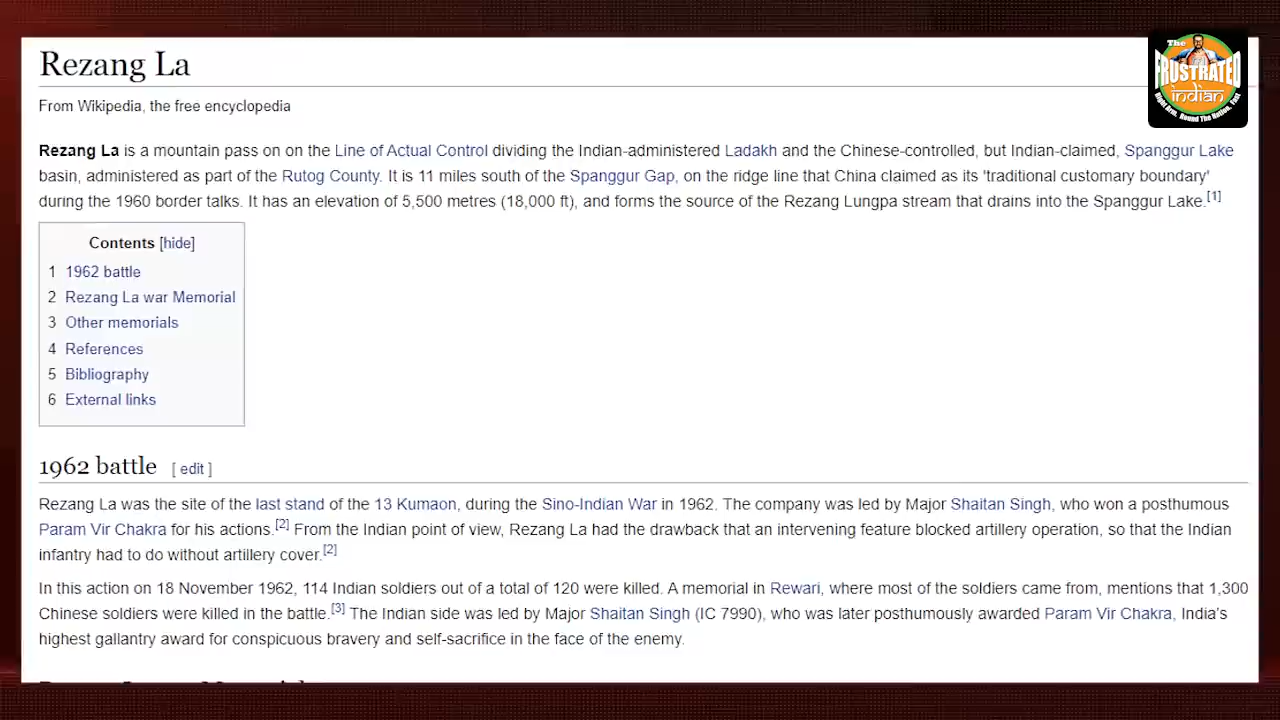 Rezang La
From Wikipedia, the free encyclopedia
Rezang La is a mountain pass on on the Line of Actual Control dividing the Indian-administered Ladakh and the Chinese-controlled, but Indian-claimed, Spanggur Lake
basin, administered as part of the Rutog County. It is 11 miles south of the Spanggur Gap, on the ridge line that China claimed as its 'traditional customary boundary'
during the 1960 border talks. It has an elevation of 5,500 metres (18,000 ft), and forms the source of the Rezang Lungpa stream that drains into the Spanggur Lake.[1]
Contents [hide]
1 1962 battle
2 Rezang La war Memorial
3 Other memorials
4 References
5 Bibliography
6 External links
1962 battle [ edit ]
Rezang La was the site of the last stand of the 13 Kumaon, during the Sino-Indian War in 1962. The company was led by Major Shaitan Singh, who won a posthumous
Param Vir Chakra for his actions.[2] From the Indian point of view, Rezang La had the drawback that an intervening feature blocked artillery operation, so that the Indian
infantry had to do without artillery cover.[2]
In this action on 18 November 1962, 114 Indian soldiers out of a total of 120 were killed. A memorial in Rewari, where most of the soldiers came from, mentions that 1,300
Chinese soldiers were killed in the battle.[3] The Indian side was led by Major Shaitan Singh (IC 7990), who was later posthumously awarded Param Vir Chakra, India's
highest gallantry award for conspicuous bravery and self-sacrifice in the face of the enemy.
The
FRUSTRATED
indian
Right Arm, Round The Nation, Fast